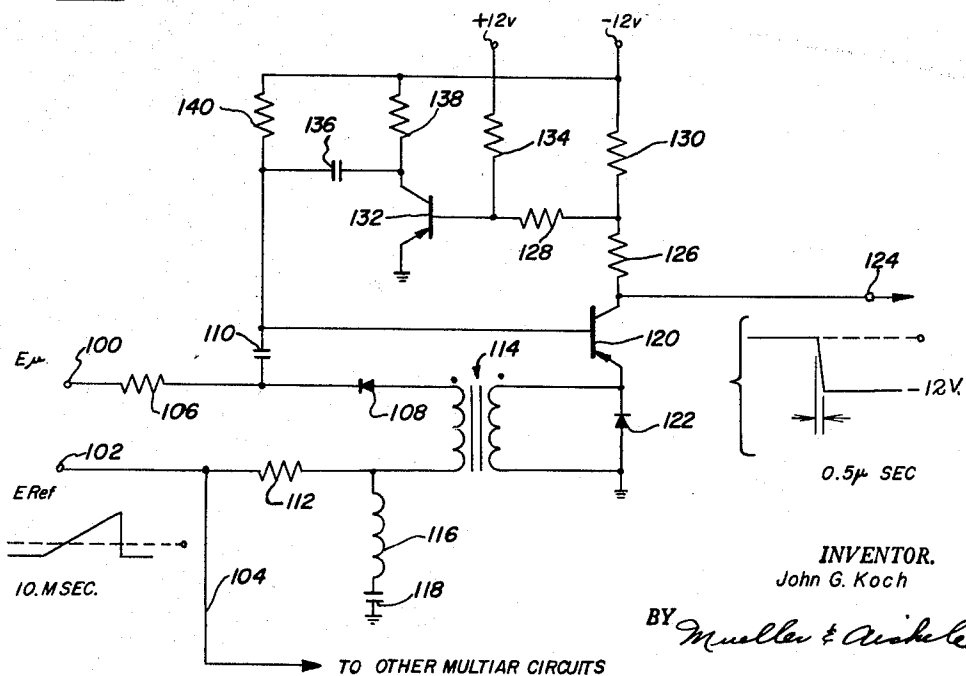 +12v
-12v
140
138
136
134
130
132
128
126
124
110
120
Eμ
100
114
106
108
122
-12V.
102
0.5μ SEC
E Ref
112
116
10.MSEC.
104
118
INVENTOR.
John G. Koch
BY Mueller & Aichele
TO OTHER MULTIAR CIRCUITS